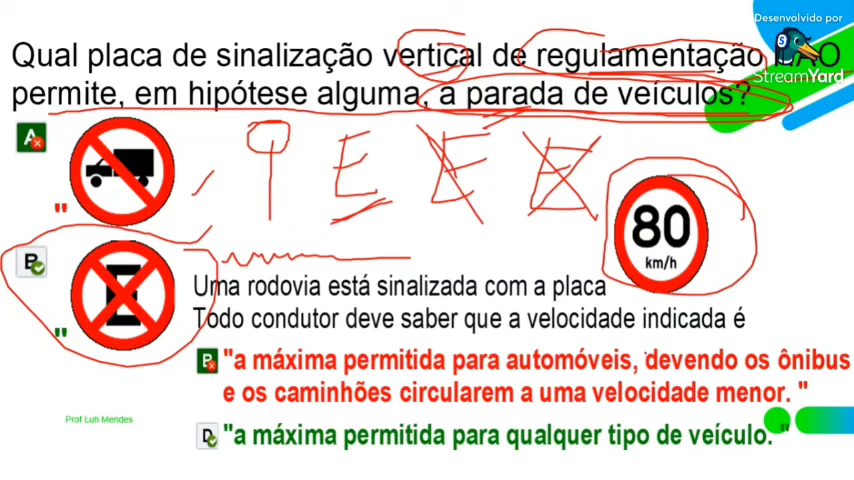 Desenvolvido por
StreamYard
Qual placa de sinalização vertical de regulamentação NÃO
permite, em hipótese alguma, a parada de veículos?
A
"
E E E
80
km/h
B
E
"
Uma rodovia está sinalizada com a placa
Todo condutor deve saber que a velocidade indicada é
B "a máxima permitida para automóveis, devendo os ônibus
e os caminhões circularem a uma velocidade menor. "
Prof Luh Mendes
D "a máxima permitida para qualquer tipo de veículo. "